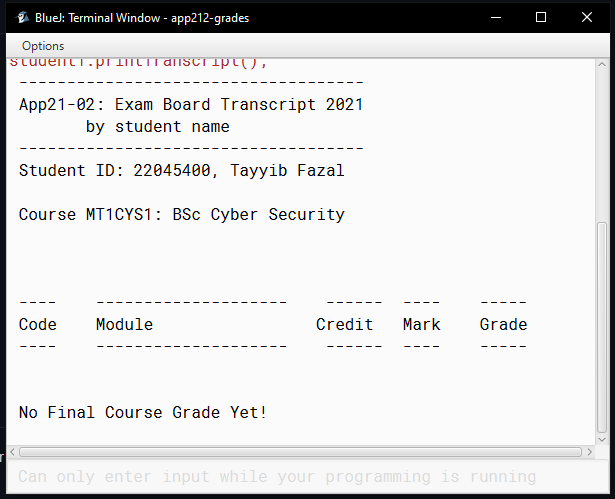 BlueJ: Terminal Window - app212-grades
Options
student1.printTranscript();
------------------------------------
App21-02: Exam Board Transcript 2021
by student name
------------------------------------
Student ID: 22045400, Tayyib Fazal
Course MT1CYS1: BSc Cyber Security
---- -------------------- ------ ---- -----
Code Module Credit Mark Grade
---- -------------------- ------ ---- -----
No Final Course Grade Yet!
Can only enter input while your programming is running